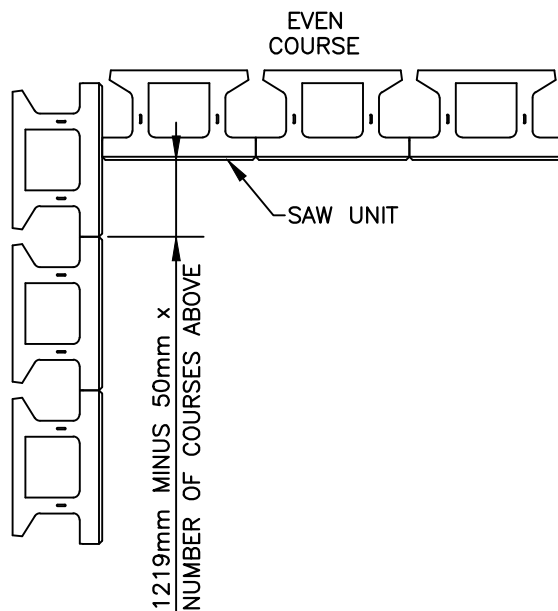 EVEN
COURSE
SAW UNIT
1219mm MINUS 50mm x
NUMBER OF COURSES ABOVE